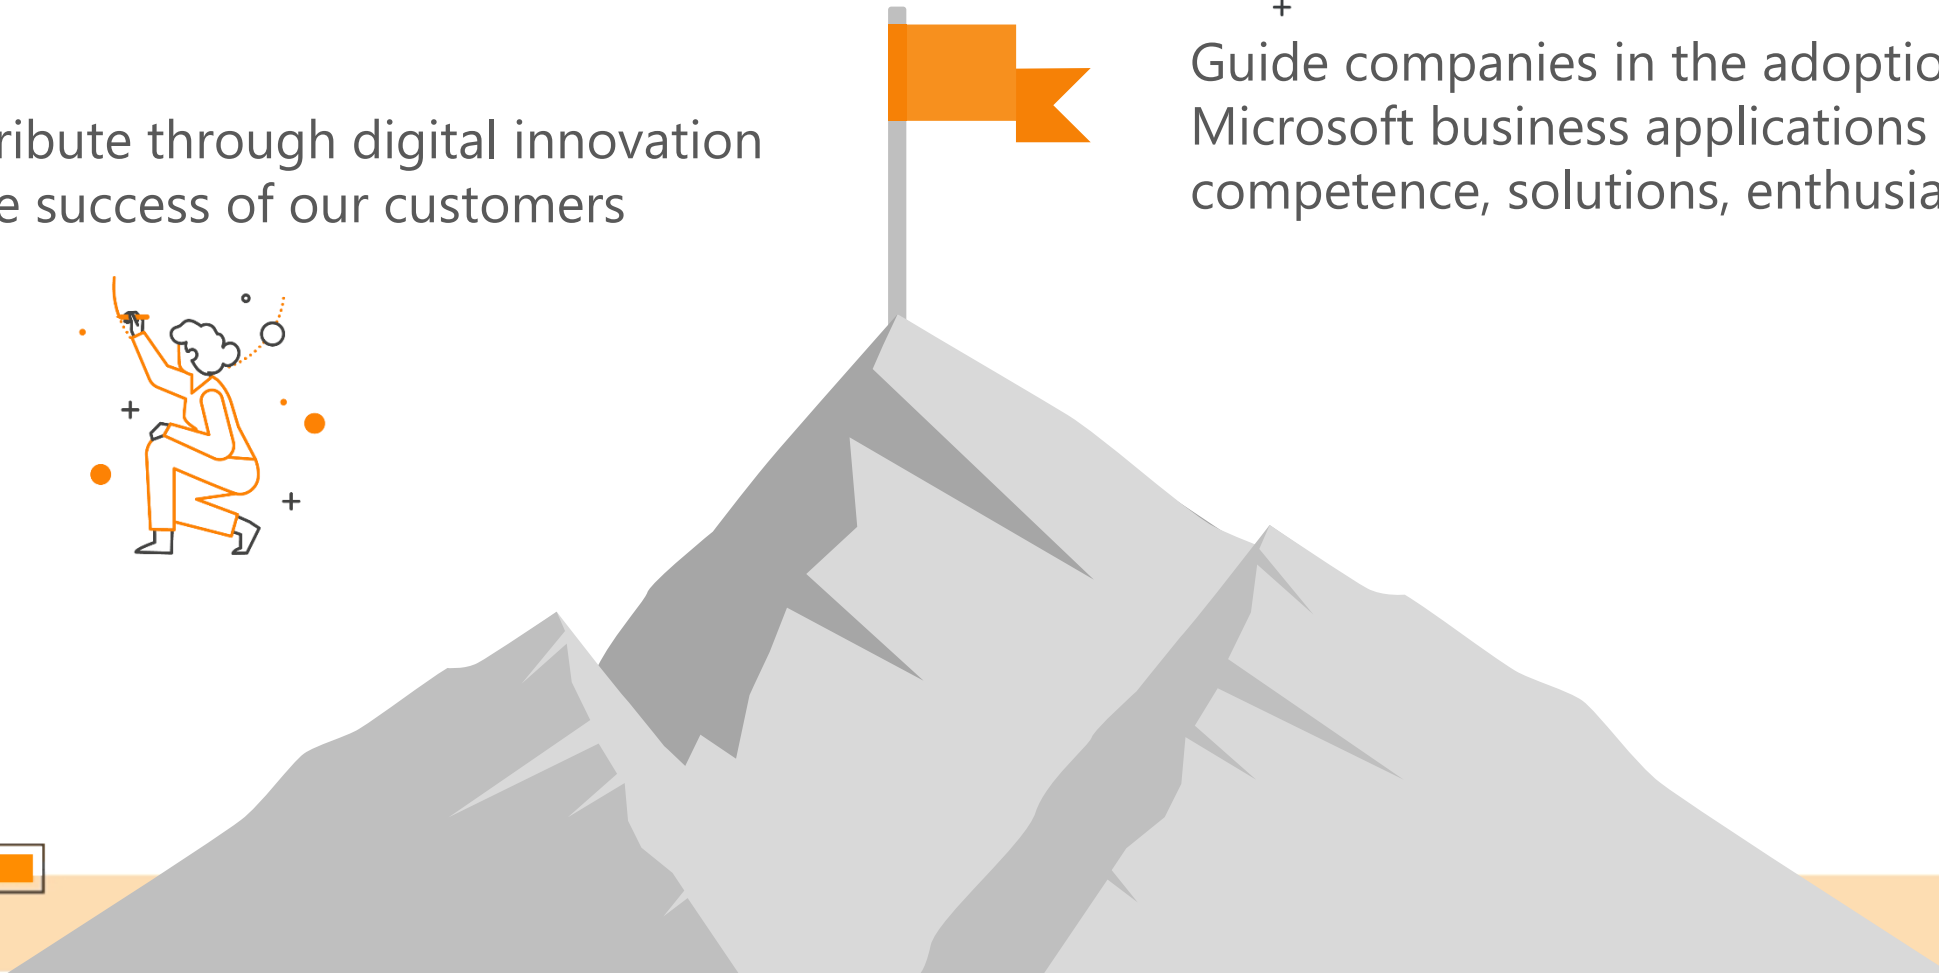 ribute through digital innovation
e success of our customers
Guide companies in the adoptio
Microsoft business applications
competence, solutions, enthusia